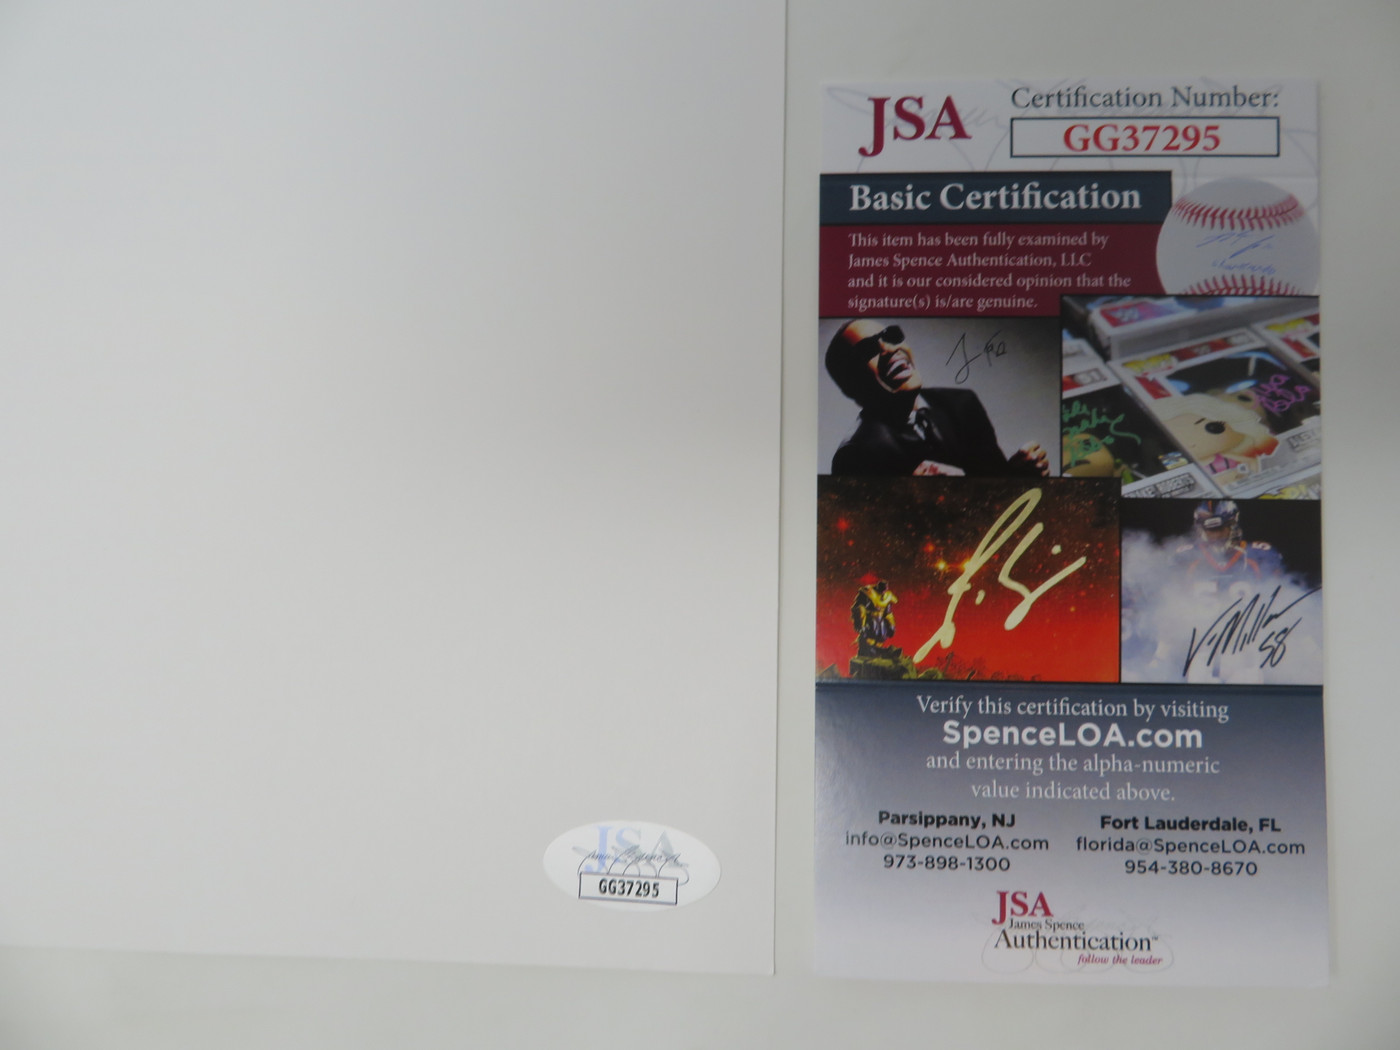 JSA
Certification Number:
GG37295
Basic Certification
This item has been fully examined by
James Spence Authentication, LLC
and it is our considered opinion that the
signature(s) is/are genuine.
V. Miller
58
Verify this certification by visiting
SpenceLOA.com
and entering the alpha-numeric
value indicated above.
Parsippany, NJ
info@SpenceLOA.com
973-898-1300
Fort Lauderdale, FL
florida@SpenceLOA.com
954-380-8670
JSA
James Spence
Authentication™
follow the leader
JSA
GG37295